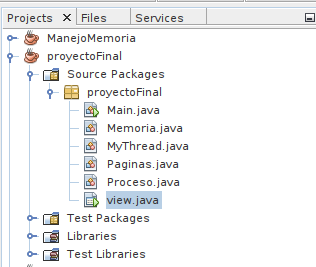 Projects Files Services
ManejoMemoria
proyectoFinal
Source Packages
proyectoFinal
Main.java
Memoria.java
MyThread.java
Paginas.java
Proceso.java
view.java
Test Packages
Libraries
Test Libraries